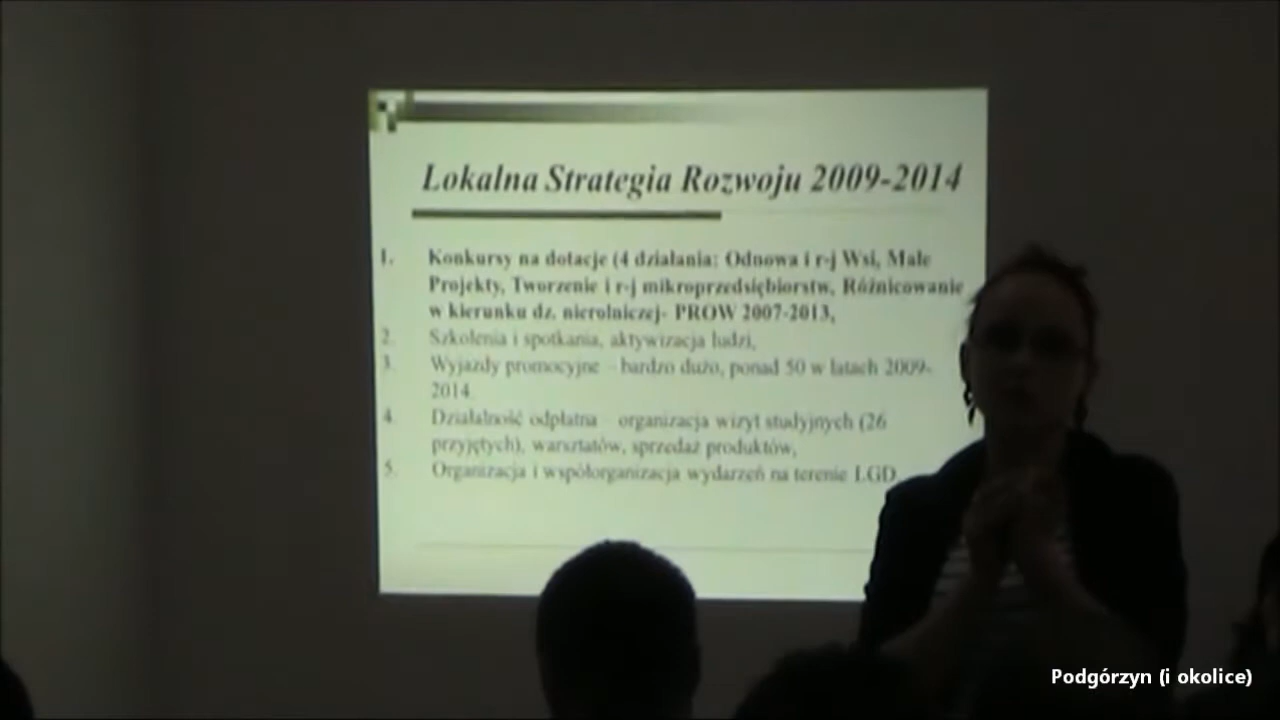 Lokalna Strategia Rozwoju 2009-2014
1. Konkursy na dotacje (4 działania: Odnowa i r-j Wsi, Małe
Projekty, Tworzenie i r-j mikroprzedsiębiorstw, Różnicowanie
w kierunku dz. nierolniczej- PROW 2007-2013,
2. Szkolenia i spotkania, aktywizacja ludzi,
3. Wyjazdy promocyjne – bardzo dużo, ponad 50 w latach 2009-
2014.
4. Działalność odpłatna – organizacja wizyt studyjnych (26
przyjętych), warsztatów, sprzedaż produktów,
5. Organizacja i współorganizacja wydarzeń na terenie LGD
Podgórzyn (i okolice)